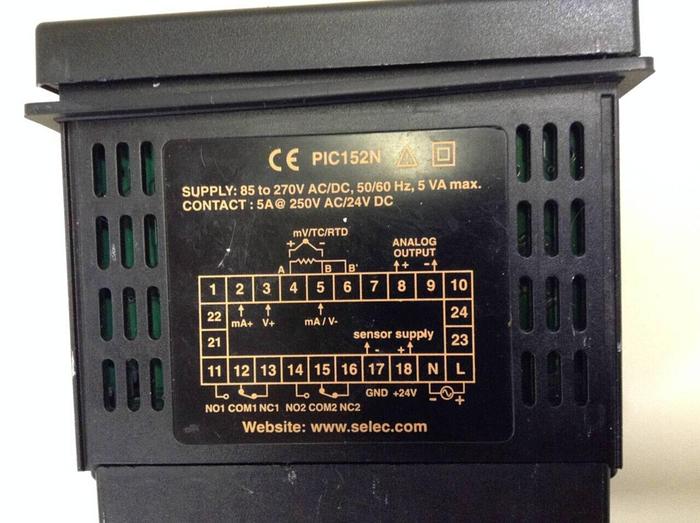 CE PIC152N
SUPPLY: 85 to 270V AC/DC, 50/60 Hz, 5 VA max.
CONTACT : 5A@ 250V AC/24V DC
mV/TC/RTD
+ -
ANALOG
OUTPUT
A B B' + -
1 2 3 4 5 6 7 8 9 10
22 mA+ V+ mA / V- 24
21 sensor supply 23
- +
11 12 13 14 15 16 17 18 N L
GND +24V - +
NO1 COM1 NC1 NO2 COM2 NC2
Website: www.selec.com